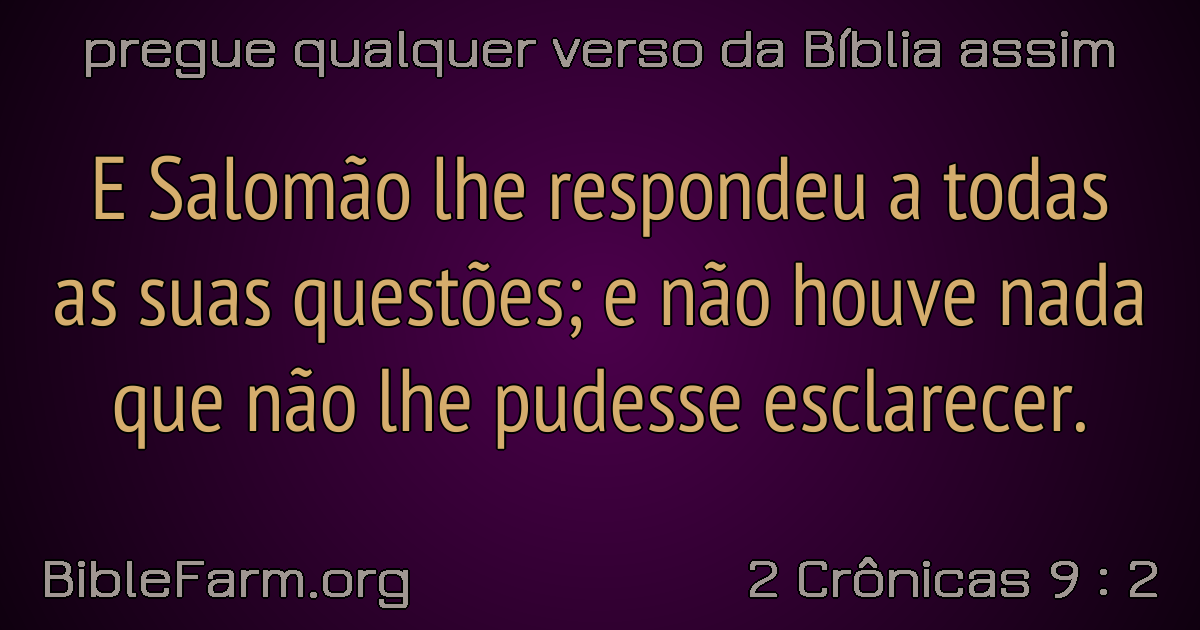 pregue qualquer verso da Bíblia assim
E Salomão lhe respondeu a todas
as suas questões; e não houve nada
que não lhe pudesse esclarecer.
BibleFarm.org
2 Crônicas 9 : 2